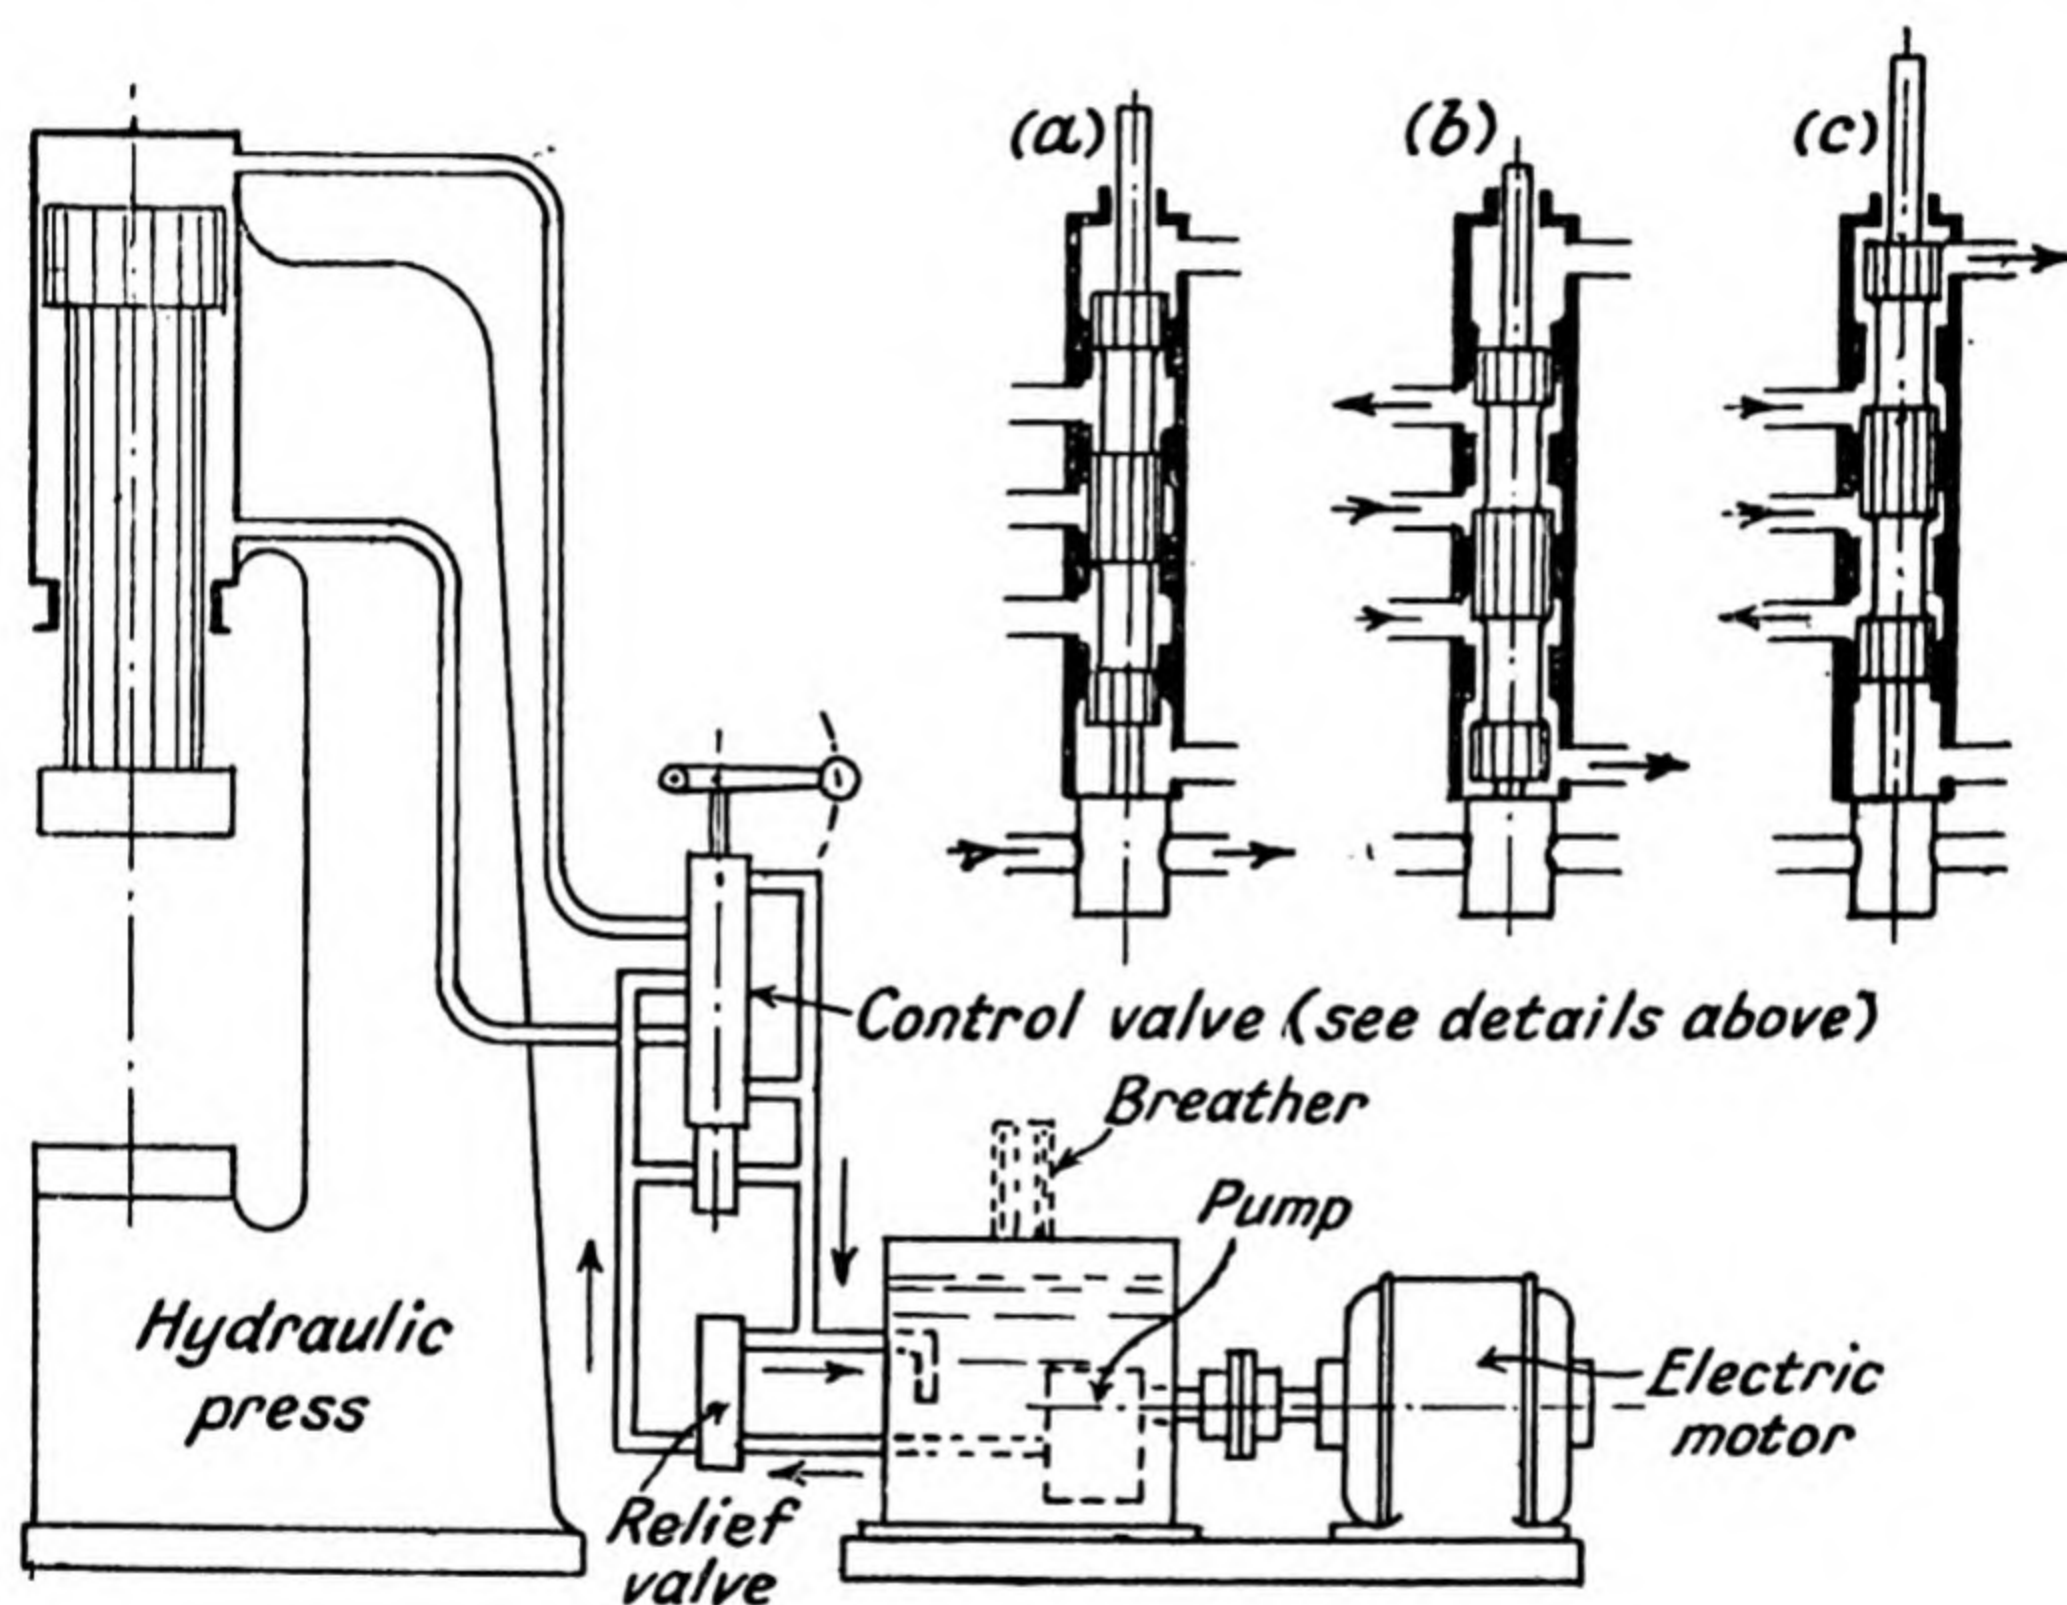 (a)
(b)
(c)
Control valve (see details above)
Breather
Pump
Hydraulic
press
Electric
motor
Relief
valve